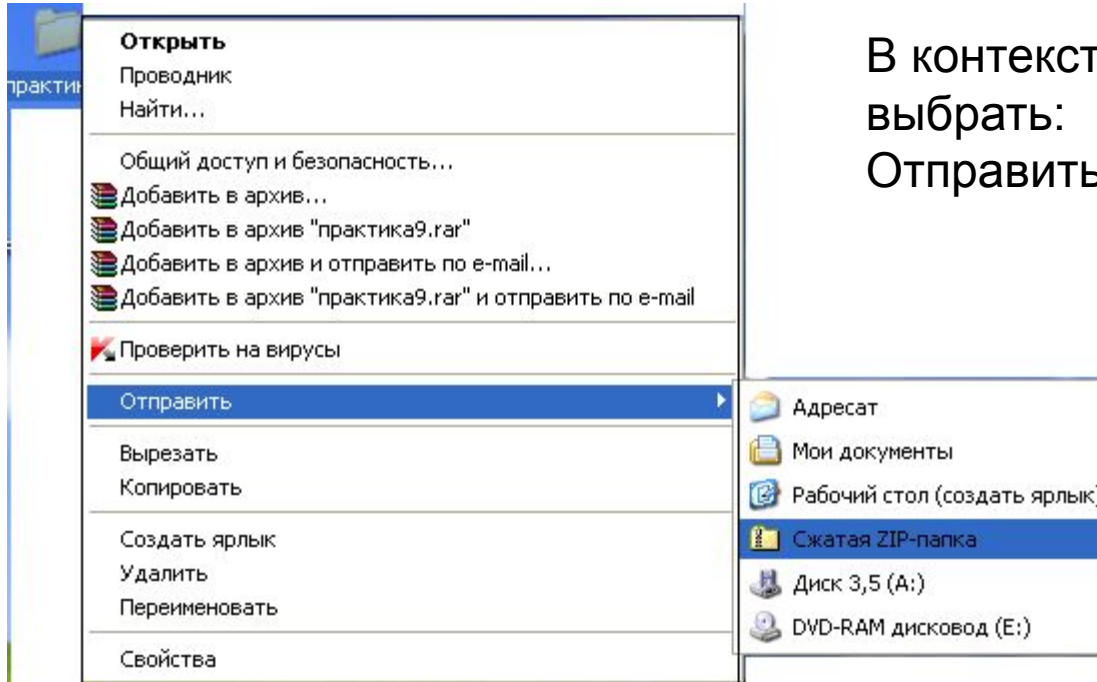 Открыть
Проводник
Найти...
Общий доступ и безопасность...
Добавить в архив...
Добавить в архив "практика9.rar"
Добавить в архив и отправить по e-mail...
Добавить в архив "практика9.rar" и отправить по e-mail
Проверить на вирусы
Отправить
Вырезать
Копировать
Создать ярлык
Удалить
Переименовать
Свойства
Адресат
Мои документы
Рабочий стол (создать ярлык)
Сжатая ZIP-папка
Диск 3,5 (A:)
DVD-RAM дисковод (E:)
В
выбрать:
Отправить